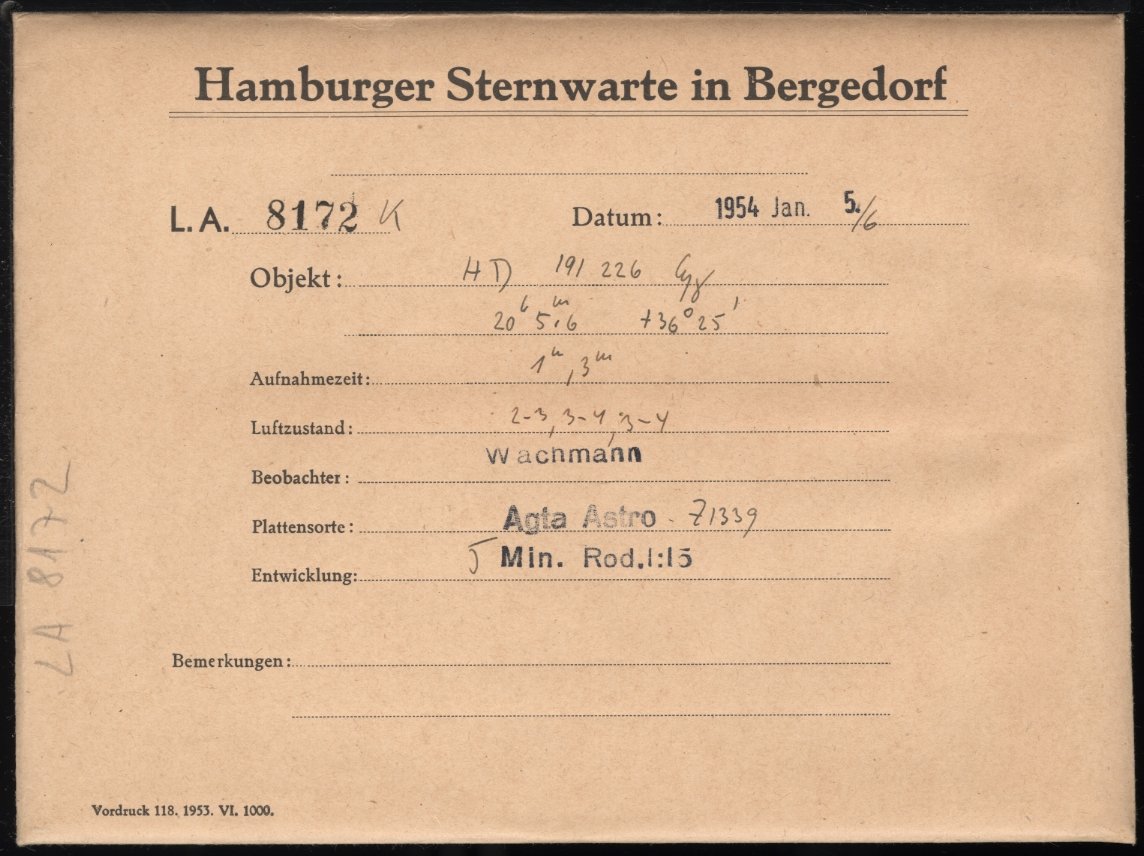 Hamburger Sternwarte in Bergedorf
L. A. 8172 K
Datum: 1954 Jan. 5./6
Objekt: HD 191 226 Cyg
20h 5m.6 +36° 25'
Aufnahmezeit: 1m, 3m
Luftzustand: 2-3, 3-4, 3-4
Beobachter: Wachmann
Plattensorte: Agfa Astro Z1339
Entwicklung: 5 Min. Rod. 1:15
Bemerkungen:
LA 8172
Vordruck 118. 1953. VI. 1000.